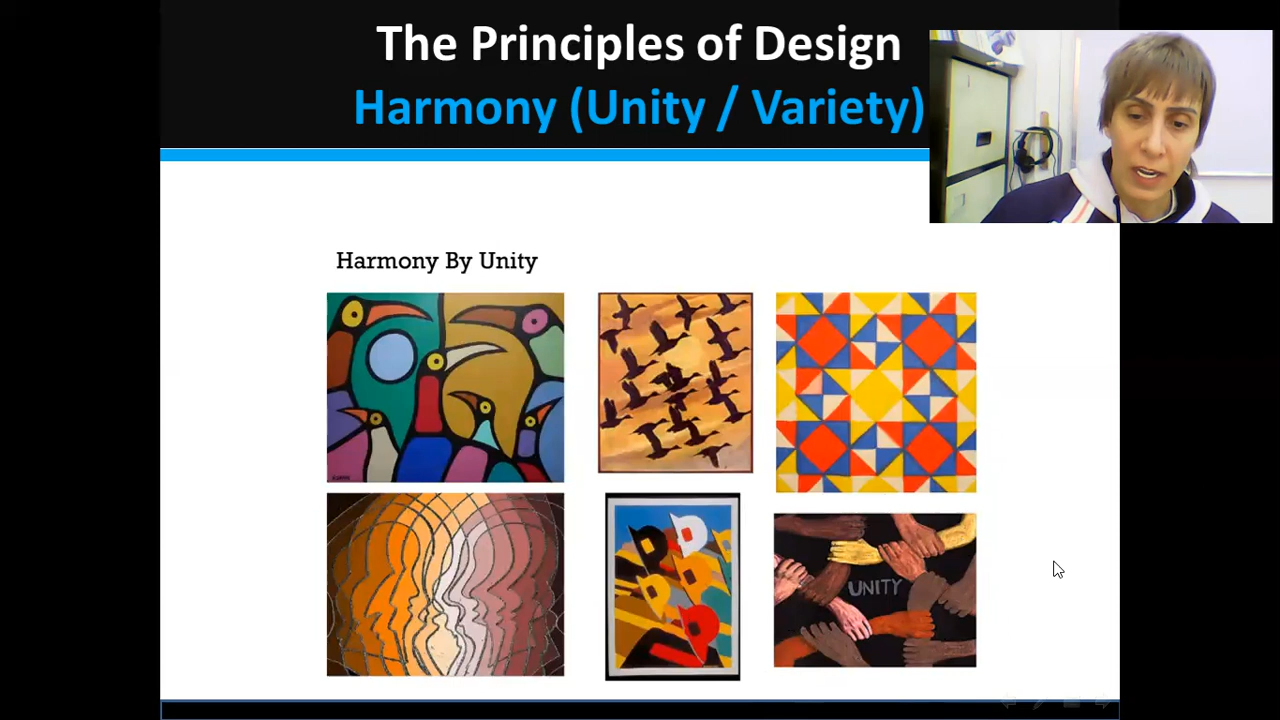 The Principles of Design
Harmony (Unity / Variety)
Harmony By Unity
UNITY